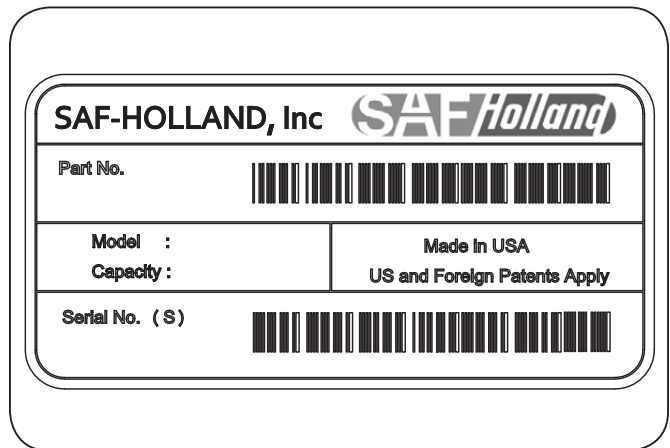 SAF-HOLLAND, Inc SAF Holland
Part No.
Model :
Capacity :
Made in USA
US and Foreign Patents Apply
Serial No. (S)